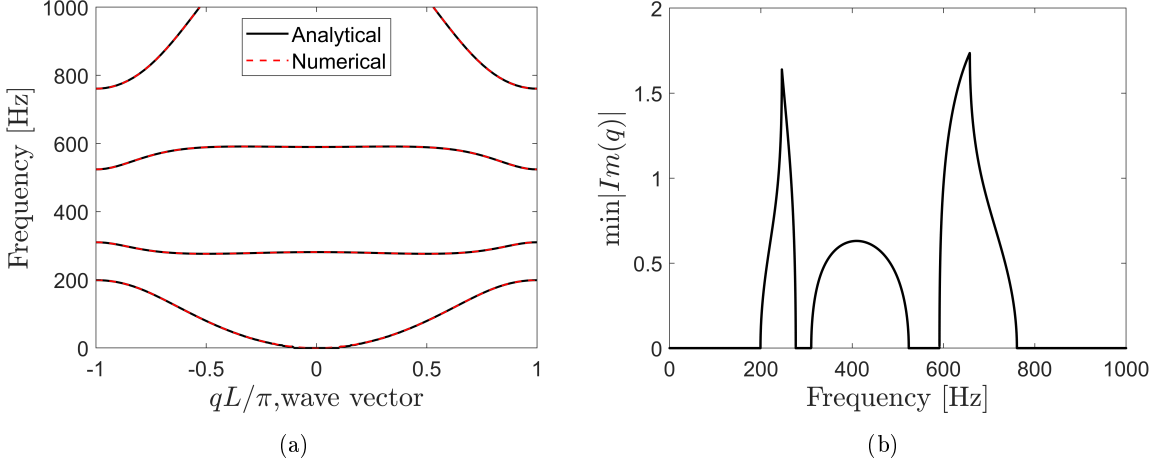 1000
800
600
400
200
0
Frequency [Hz]
Analytical
Numerical
-1 -0.5 0 0.5 1
qL/π,wave vector
(a)
2
1.5
1
0.5
0
min|Im(q)|
0 200 400 600 800 1000
Frequency [Hz]
(b)